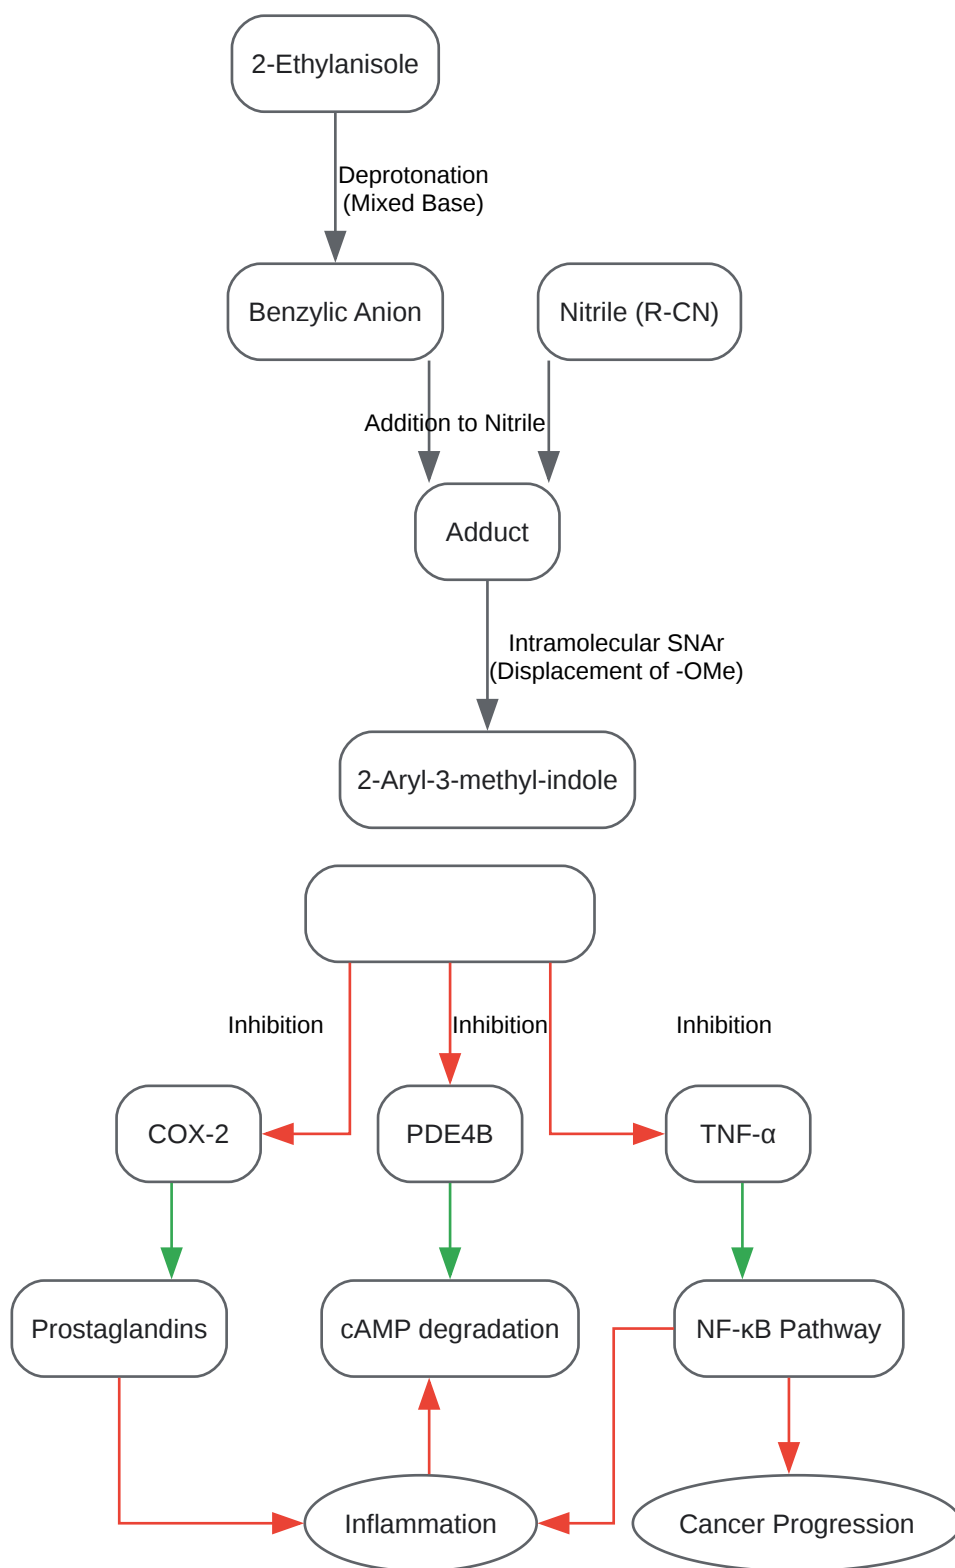 2-Ethylanisole
Deprotonation
(Mixed Base)
Benzylic Anion
Nitrile (R-CN)
Addition to Nitrile
Adduct
Intramolecular SNAr
(Displacement of -OMe)
2-Aryl-3-methyl-indole
Inhibition
Inhibition
Inhibition
COX-2
PDE4B
TNF-α
Prostaglandins
cAMP degradation
NF-κB Pathway
Inflammation
Cancer Progression